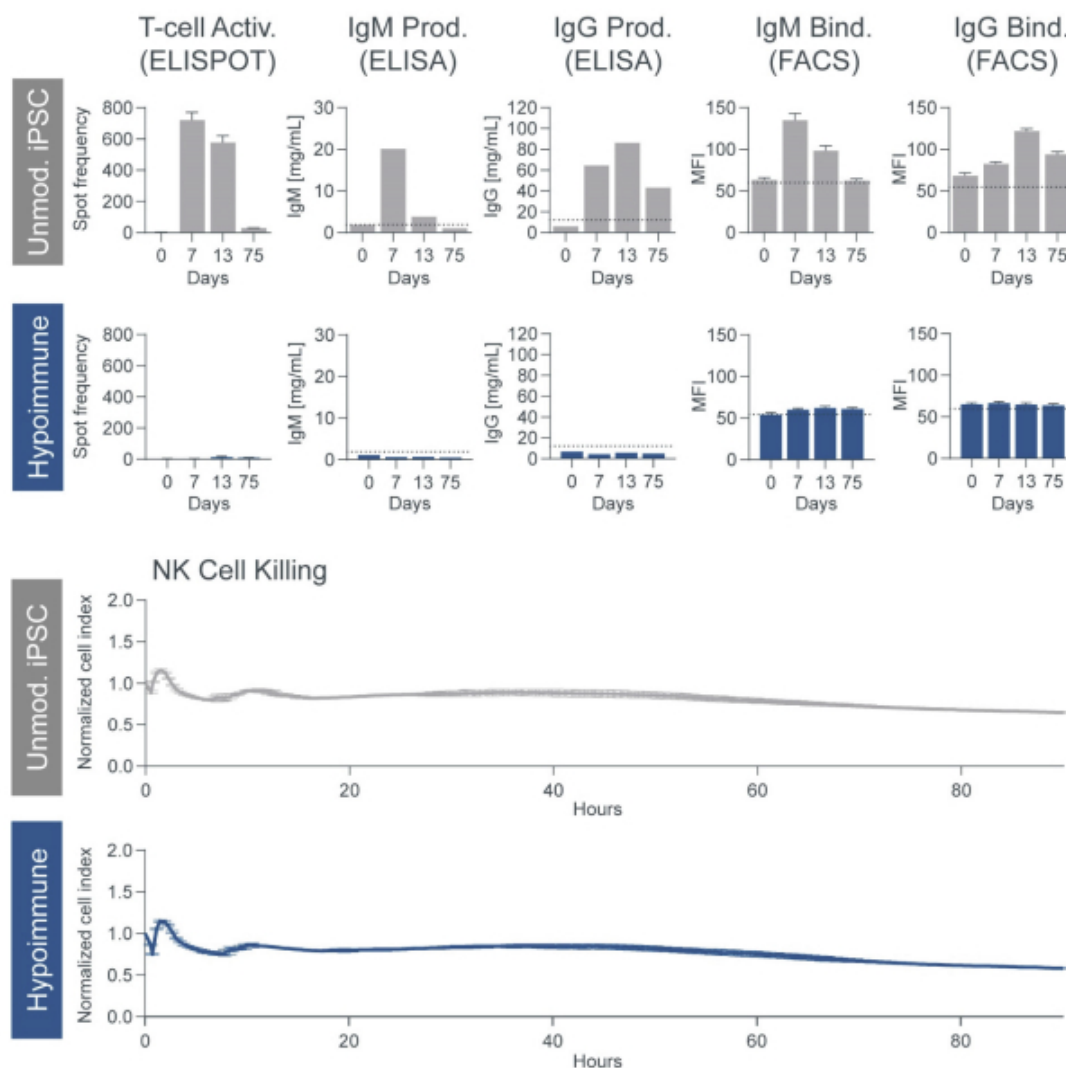 T-cell Activ.
(ELISPOT)
IgM Prod.
(ELISA)
IgG Prod.
(ELISA)
IgM Bind.
(FACS)
IgG Bind.
(FACS)
Unmod. iPSC
Spot frequency
800
600
400
200
0
0 7 13 75
Days
IgM [mg/mL]
30
20
10
0
0 7 13 75
Days
IgG [mg/mL]
120
100
80
60
40
20
0
0 7 13 75
Days
MFI
150
100
50
0
0 7 13 75
Days
MFI
150
100
50
0
0 7 13 75
Days
Hypoimmune
Spot frequency
800
600
400
200
0
0 7 13 75
Days
IgM [mg/mL]
30
20
10
0
0 7 13 75
Days
IgG [mg/mL]
120
100
80
60
40
20
0
0 7 13 75
Days
MFI
150
100
50
0
0 7 13 75
Days
MFI
150
100
50
0
0 7 13 75
Days
NK Cell Killing
Unmod. iPSC
Normalized cell index
2.0
1.5
1.0
0.5
0.0
0 20 40 60 80
Hours
Hypoimmune
Normalized cell index
2.0
1.5
1.0
0.5
0.0
0 20 40 60 80
Hours